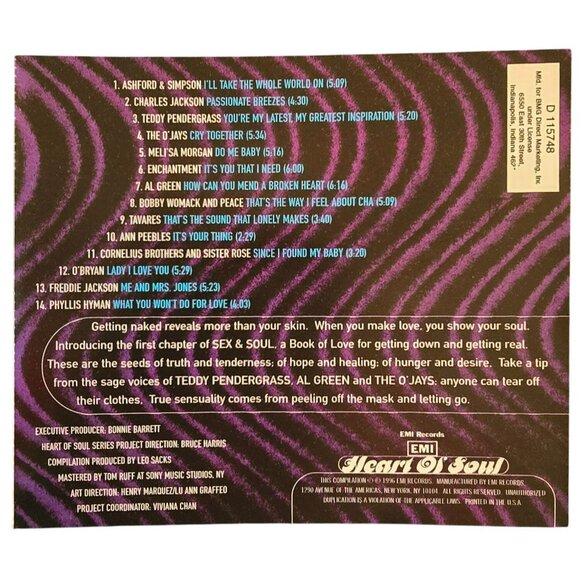 1. ASHFORD & SIMPSON I'LL TAKE THE WHOLE WORLD ON (5:09)
2. CHARLES JACKSON PASSIONATE BREEZES (4:30)
3. TEDDY PENDERGRASS YOU'RE MY LATEST, MY GREATEST INSPIRATION (5:20)
4. THE O'JAYS CRY TOGETHER (5:34)
5. MELI'SA MORGAN DO ME BABY (5:16)
6. ENCHANTMENT IT'S YOU THAT I NEED (6:00)
7. AL GREEN HOW CAN YOU MEND A BROKEN HEART (6:16)
8. BOBBY WOMACK AND PEACE THAT'S THE WAY I FEEL ABOUT CHA (5:09)
9. TAVARES THAT'S THE SOUND THAT LONELY MAKES (3:40)
10. ANN PEEBLES IT'S YOUR THING (2:29)
11. CORNELIUS BROTHERS AND SISTER ROSE SINCE I FOUND MY BABY (3:20)
12. O'BRYAN LADY I LOVE YOU (5:29)
13. FREDDIE JACKSON ME AND MRS. JONES (5:23)
14. PHYLLIS HYMAN WHAT YOU WON'T DO FOR LOVE (4:03)
D 115748
Mfd. for BMG Direct Marketing, Inc.
under License
6550 East 30th Street,
Indianapolis, Indiana 462"
Getting naked reveals more than your skin. When you make love, you show your soul.
Introducing the first chapter of SEX & SOUL, a Book of Love for getting down and getting real.
These are the seeds of truth and tenderness; of hope and healing; of hunger and desire. Take a tip
from the sage voices of TEDDY PENDERGRASS, AL GREEN and THE O'JAYS: anyone can tear off
their clothes. True sensuality comes from peeling off the mask and letting go.
EXECUTIVE PRODUCER: BONNIE BARRETT
HEART OF SOUL SERIES PROJECT DIRECTION: BRUCE HARRIS
COMPILATION PRODUCED BY LEO SACKS
MASTERED BY TOM RUFF AT SONY MUSIC STUDIOS, NY
ART DIRECTION: HENRY MARQUEZ/LU ANN GRAFFEO
PROJECT COORDINATOR: VIVIANA CHAN
EMI Records
EMI
Heart Of Soul
THIS COMPILATION ℗ © 1996 EMI RECORDS. MANUFACTURED BY EMI RECORDS,
1290 AVENUE OF THE AMERICAS, NEW YORK, NY 10104. ALL RIGHTS RESERVED. UNAUTHORIZED
DUPLICATION IS A VIOLATION OF THE APPLICABLE LAWS. PRINTED IN THE U.S.A